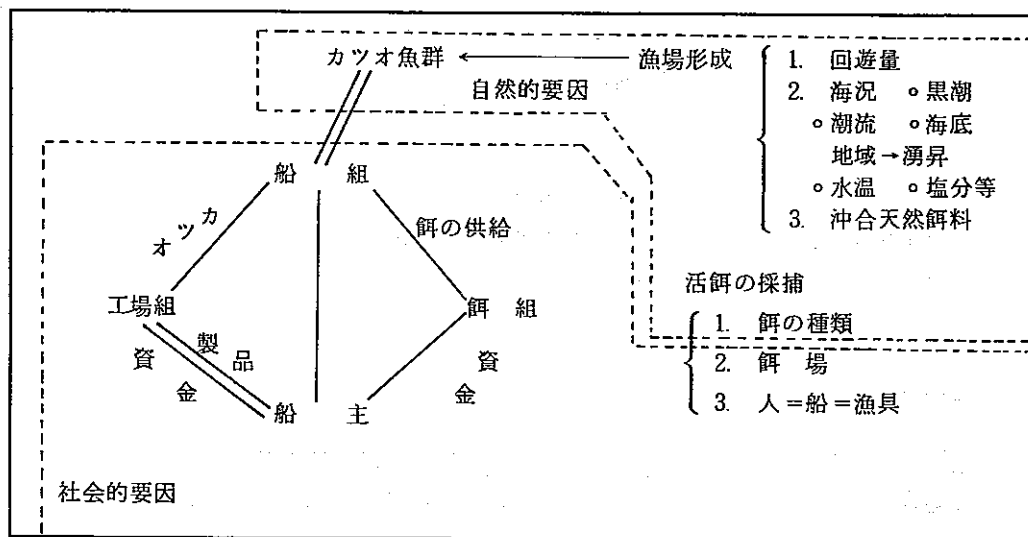 カツオ魚群
漁場形成
自然的要因
1. 回遊量
2. 海況 ∘黒潮
∘潮流 ∘海底
地域→湧昇
∘水温 ∘塩分等
3. 沖合天然餌料
船 組
カツオ
餌の供給
工場組
餌 組
製品
資金
資金
船 主
活餌の採捕
1. 餌の種類
2. 餌 場
3. 人=船=漁具
社会的要因